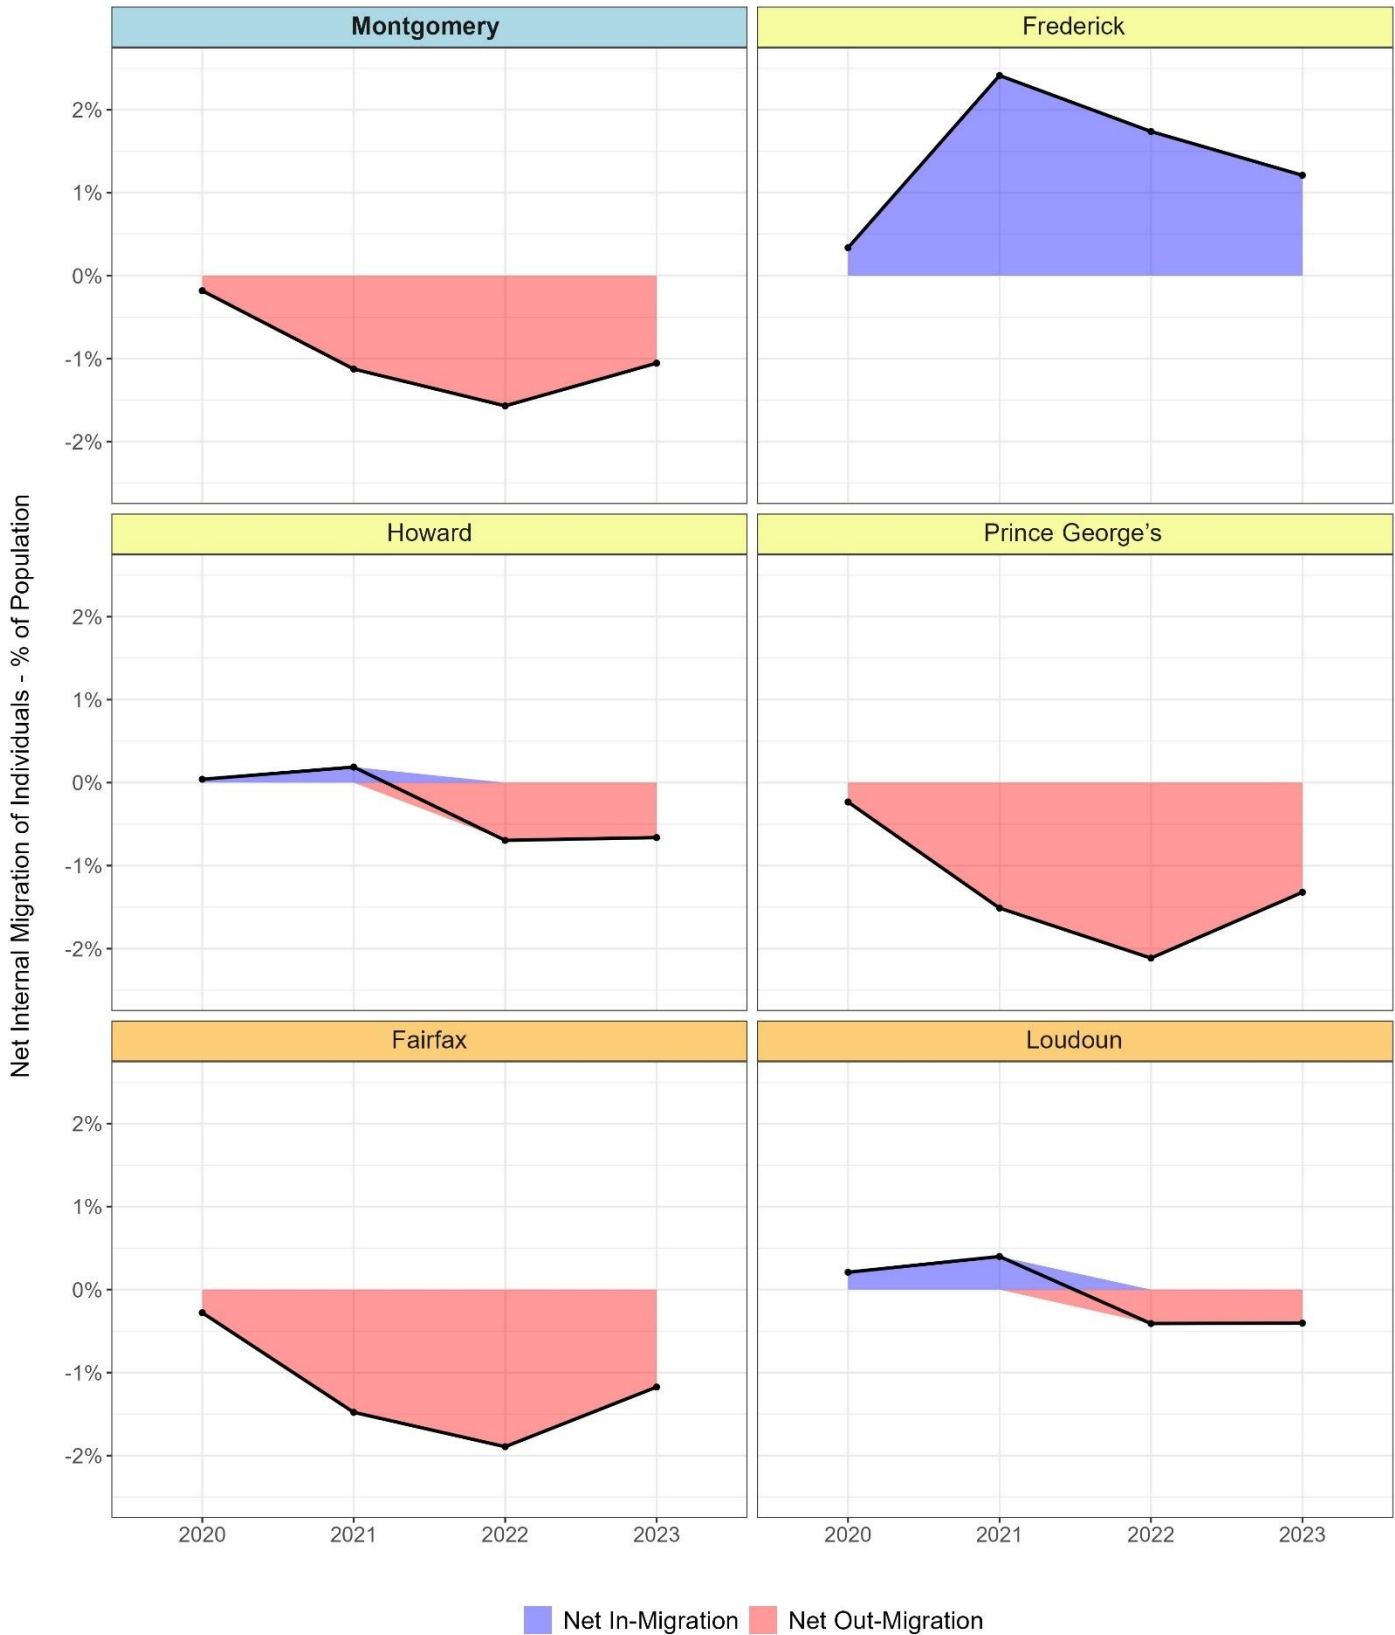 Net Internal Migration of Individuals - % of Population
Montgomery
Frederick
2%
1%
0%
-1%
-2%
Howard
Prince George’s
2%
1%
0%
-1%
-2%
Fairfax
Loudoun
2%
1%
0%
-1%
-2%
2020 2021 2022 2023
2020 2021 2022 2023
Net In-Migration Net Out-Migration